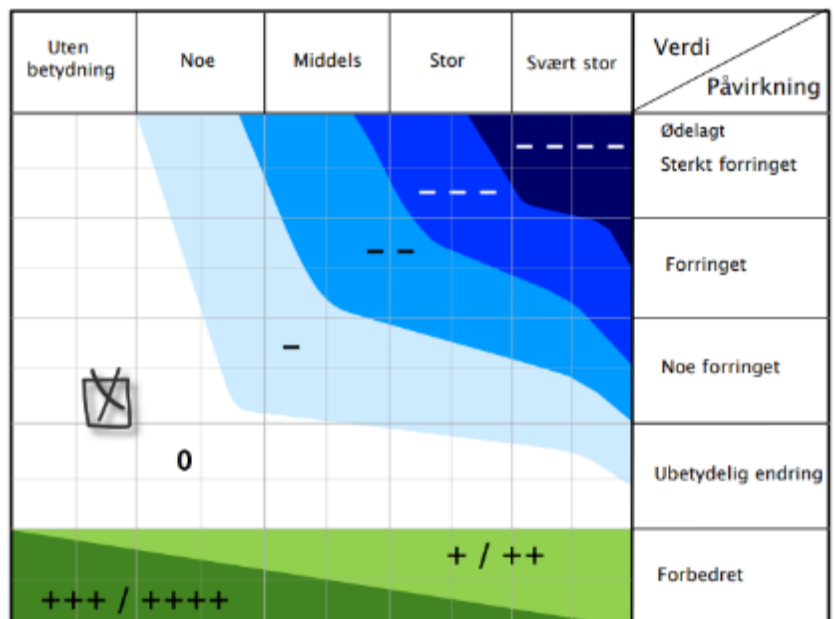 Uten
betydning
Noe
Middels
Stor
Svært stor
Verdi
Påvirkning
Ødelagt
Sterkt forringet
– – – –
– – –
– –
Forringet
–
Noe forringet
X
0
Ubetydelig endring
+ / ++
Forbedret
+++ / ++++